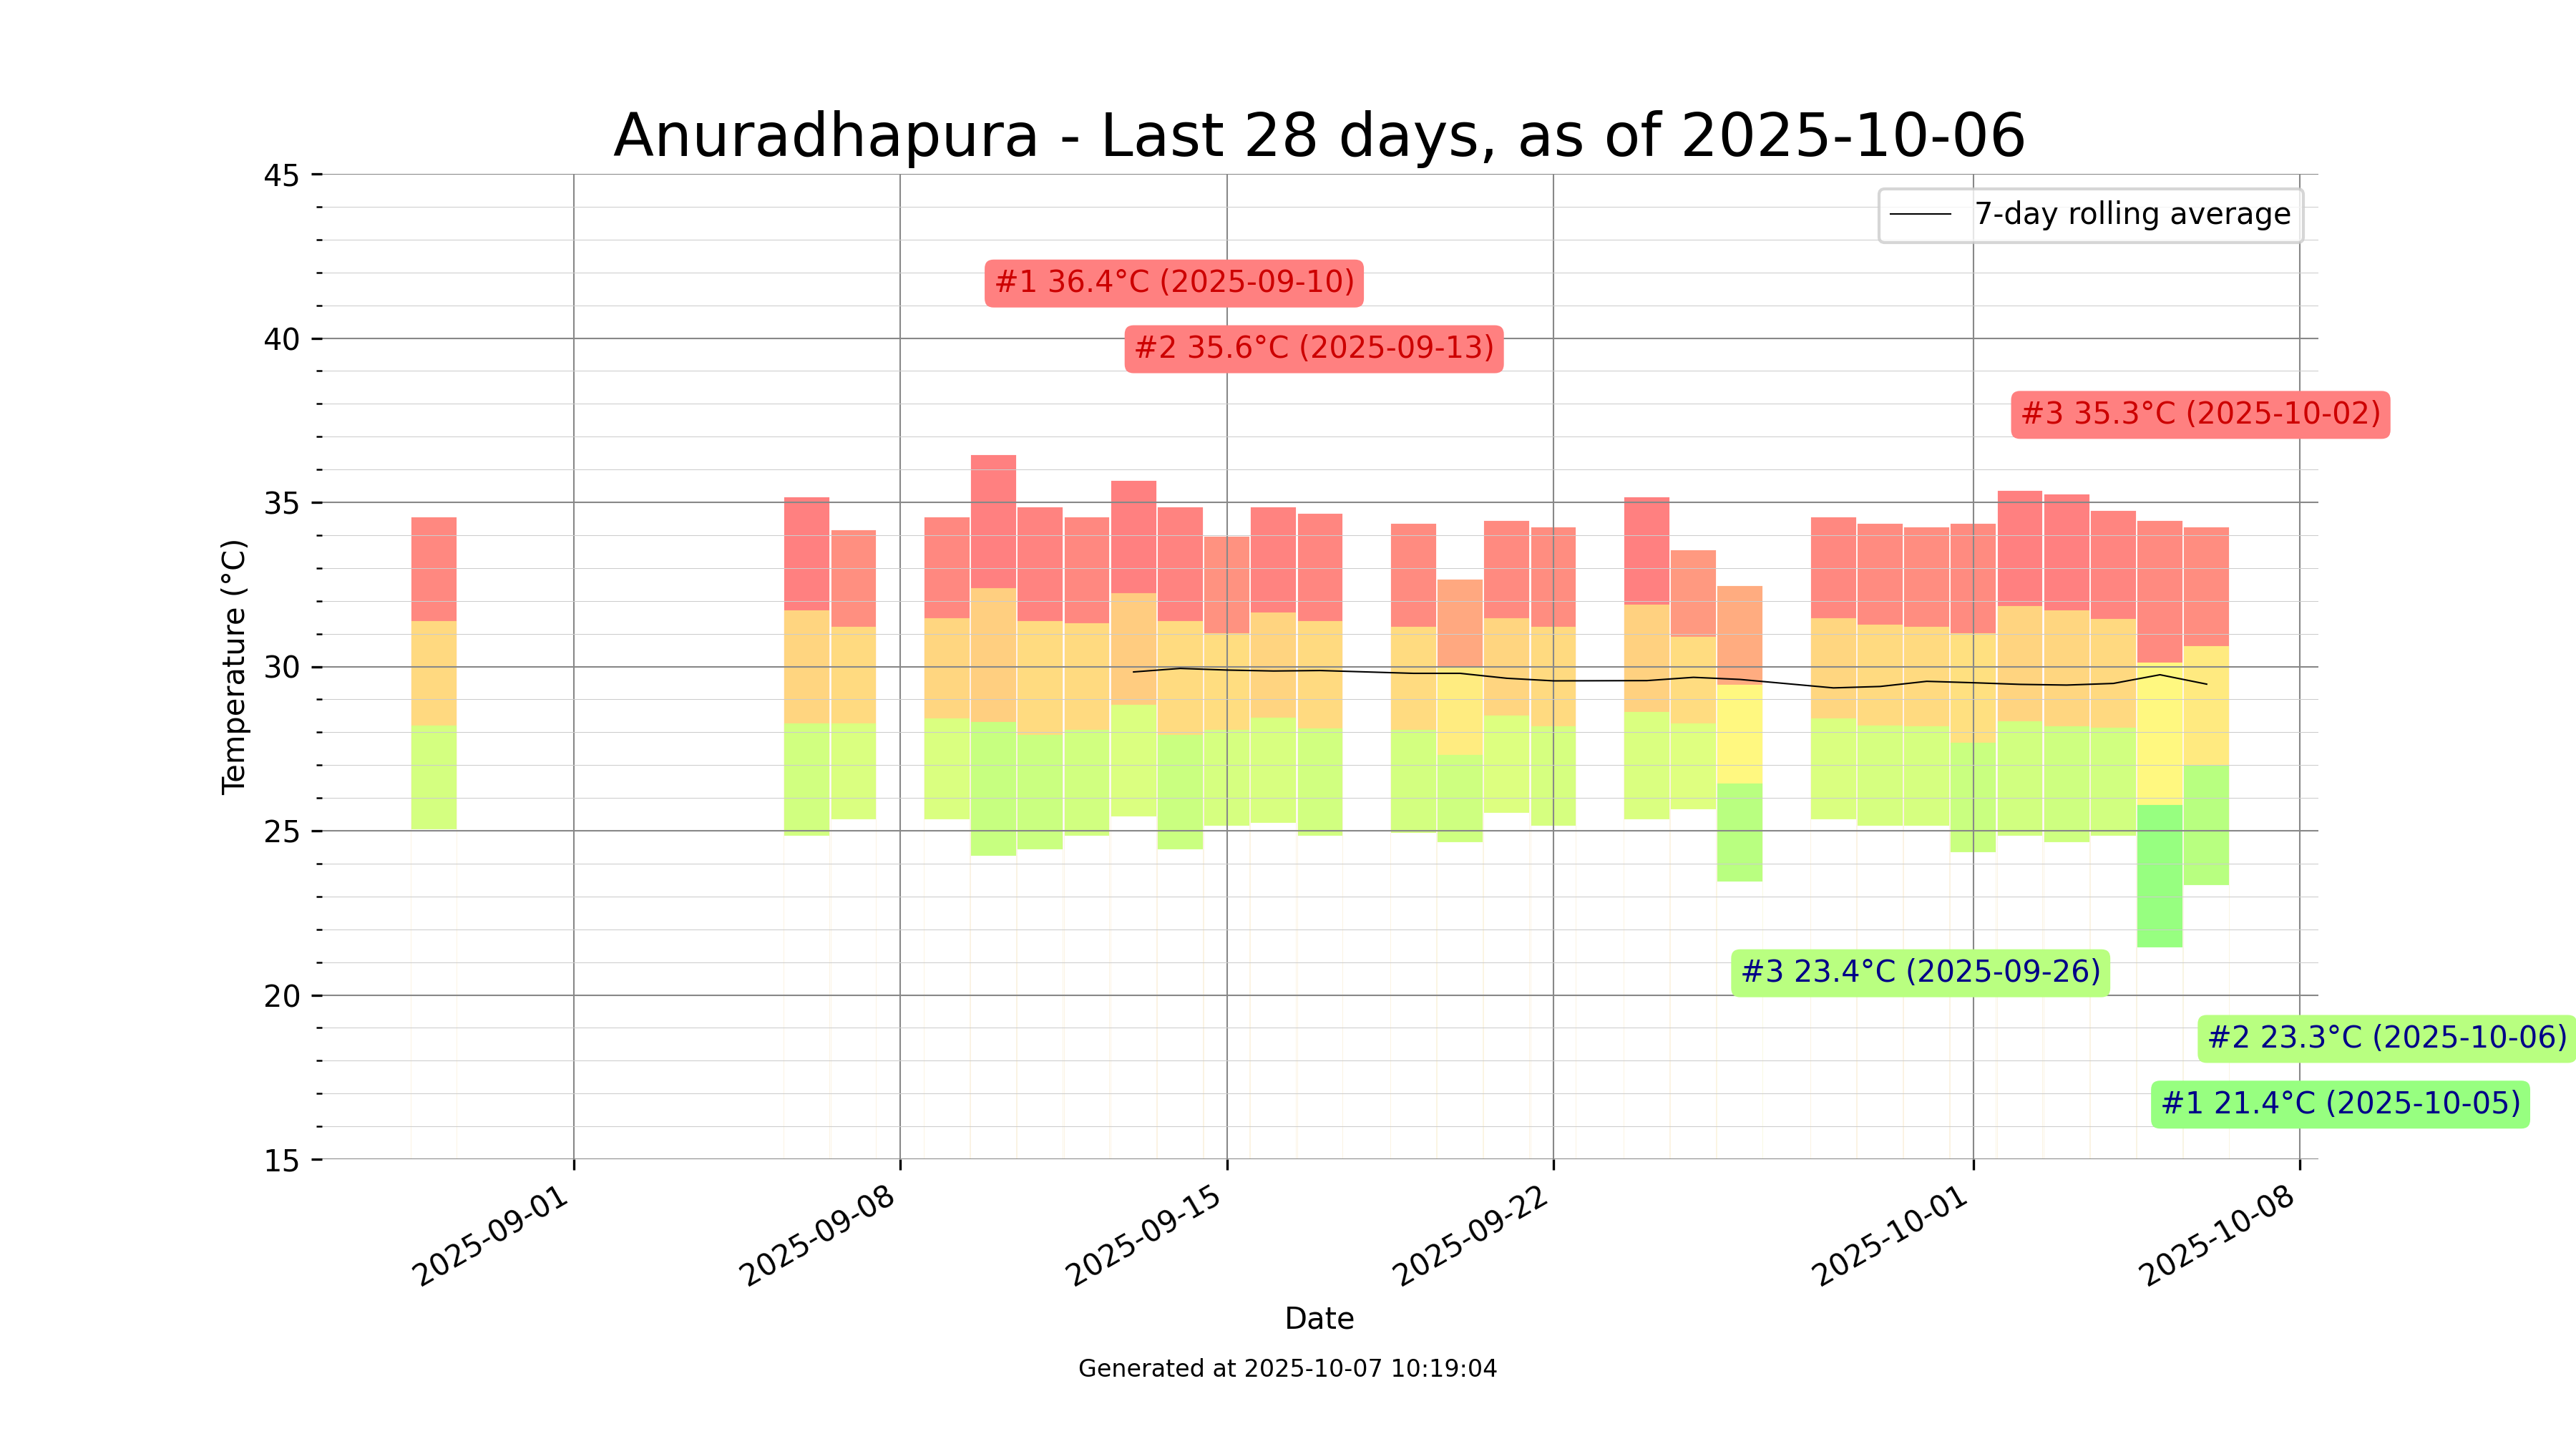 Anuradhapura - Last 28 days, as of 2025-10-06
7-day rolling average
#1 36.4°C (2025-09-10)
#2 35.6°C (2025-09-13)
#3 35.3°C (2025-10-02)
#3 23.4°C (2025-09-26)
#2 23.3°C (2025-10-06)
#1 21.4°C (2025-10-05)
Temperature (°C)
45
40
35
30
25
20
15
2025-09-01
2025-09-08
2025-09-15
2025-09-22
2025-10-01
2025-10-08
Date
Generated at 2025-10-07 10:19:04